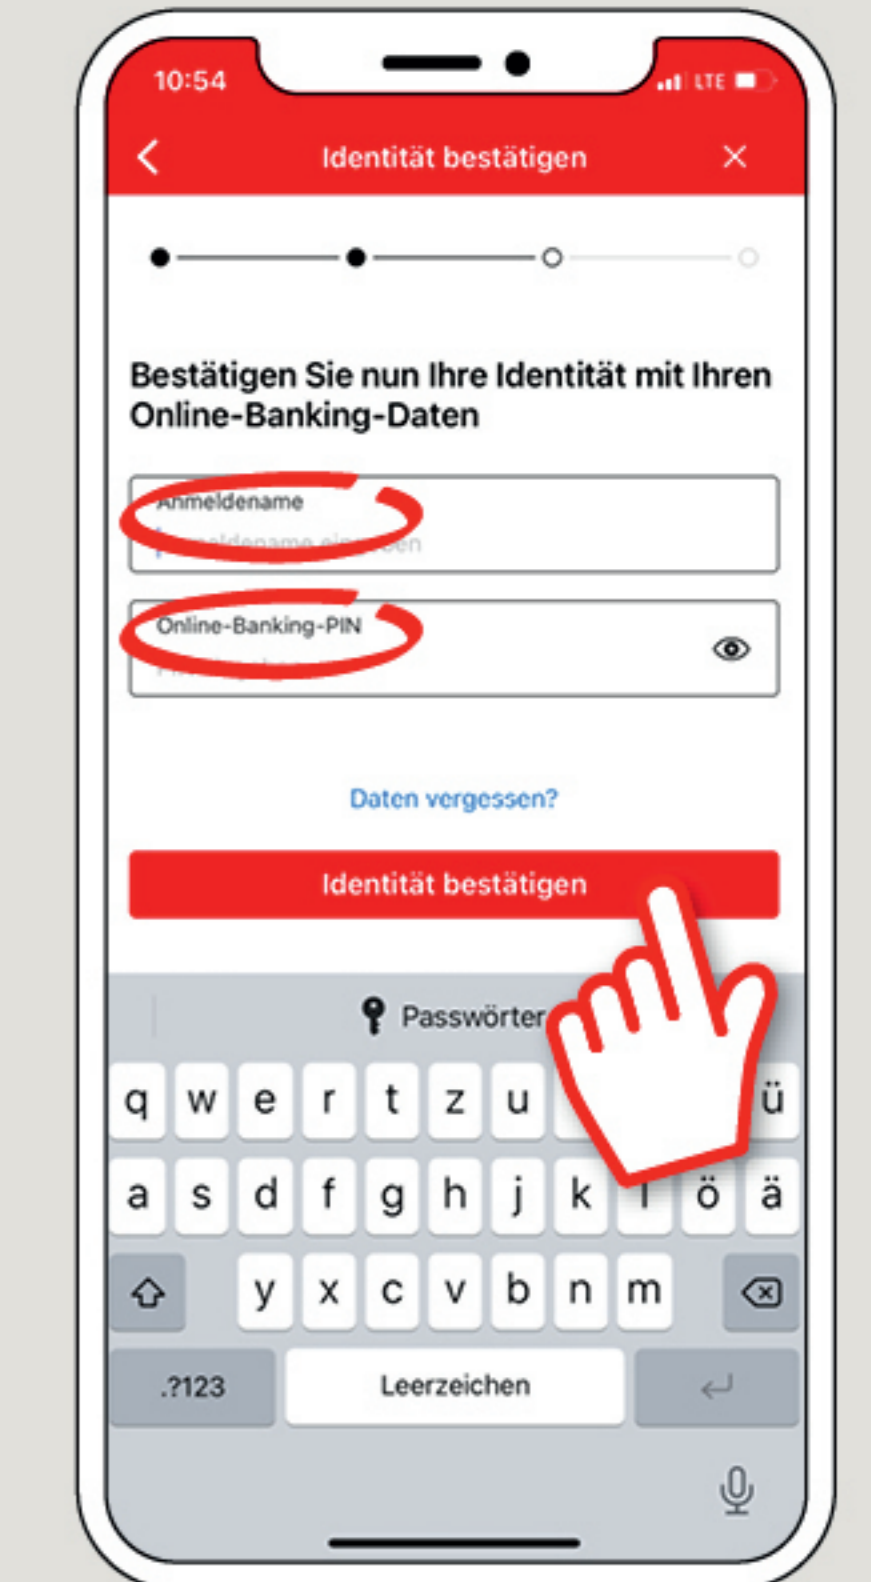 10:54 LTE
Identität bestätigen
Bestätigen Sie nun Ihre Identität mit Ihren
Online-Banking-Daten
Anmeldename
Online-Banking-PIN
Daten vergessen?
Identität bestätigen
Passwörter
q w e r t z u ü
a s d f g h j k l ö ä
y x c v b n m
.?123 Leerzeichen